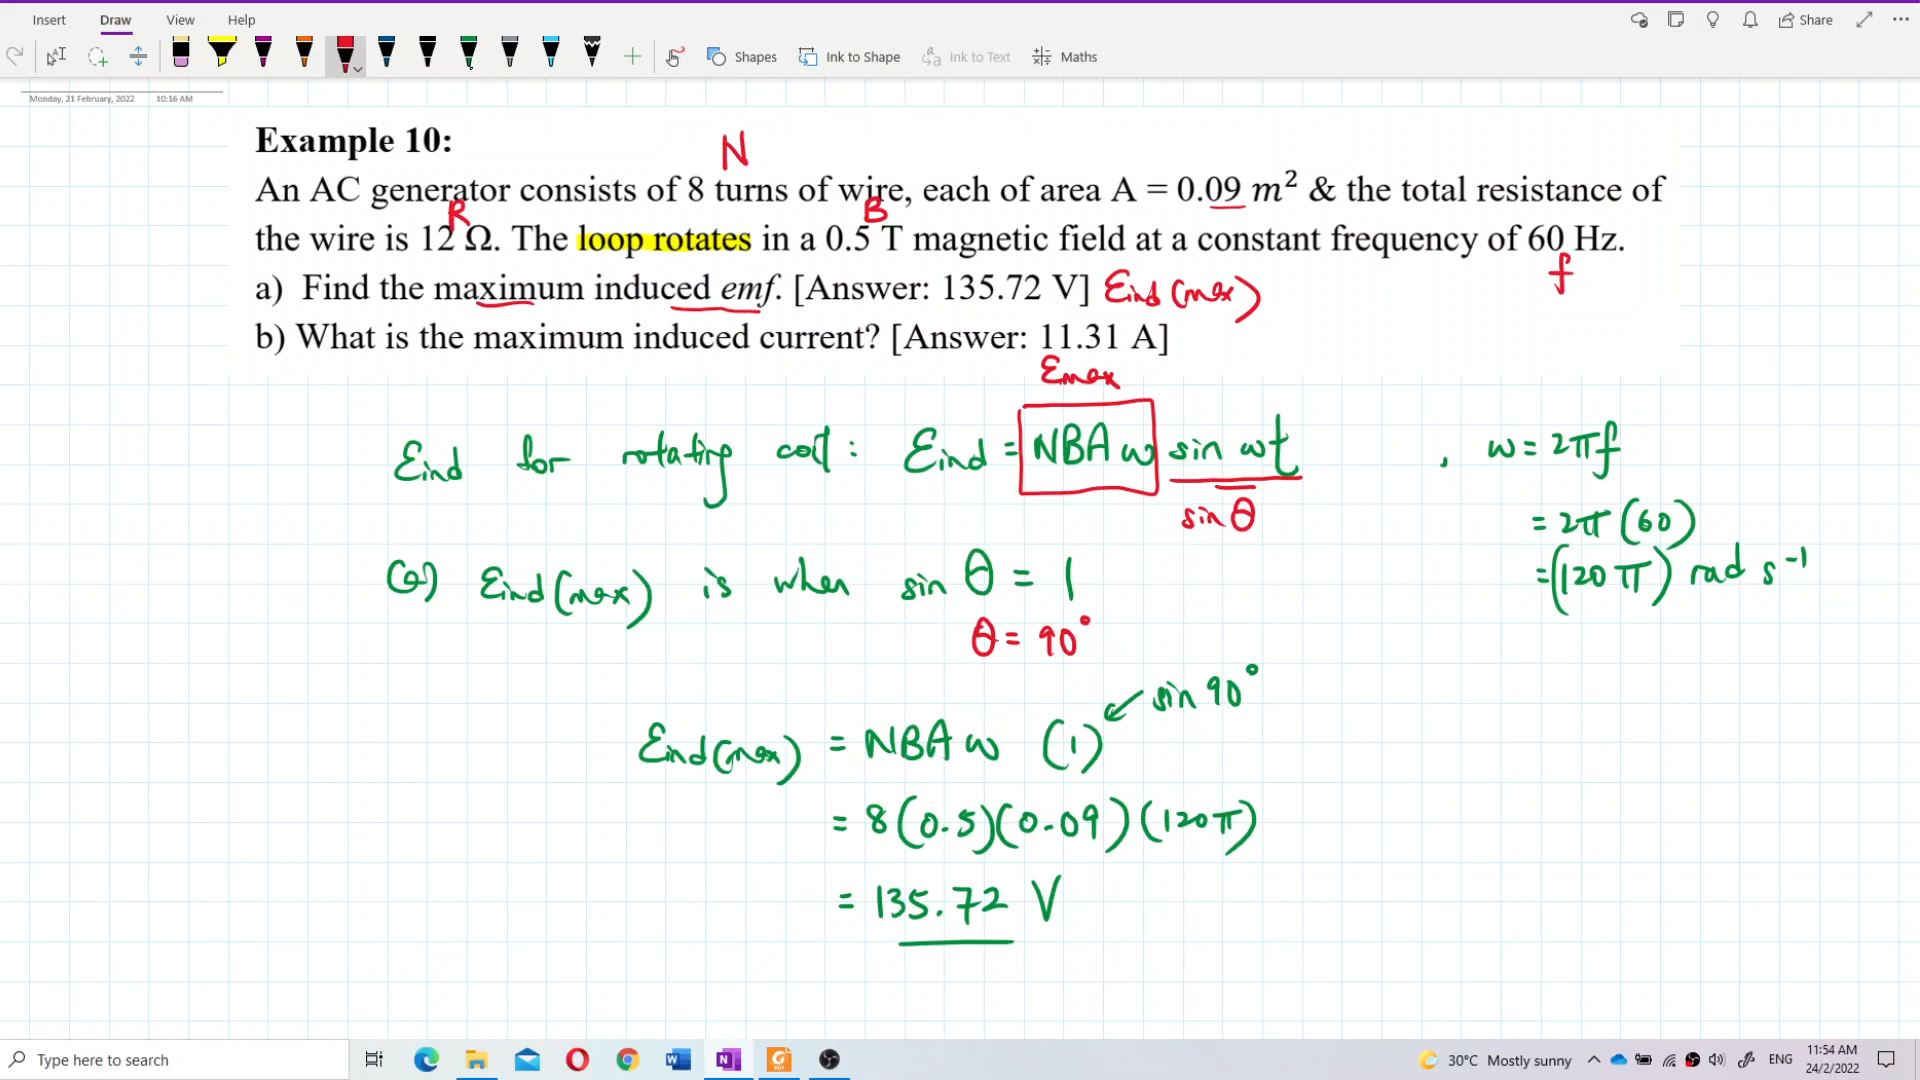 Insert Draw View Help
Share
Shapes Ink to Shape Ink to Text Maths
Monday, 21 February, 2022 10:16 AM
Example 10:
N
An AC generator consists of 8 turns of wire, each of area A = 0.09 m² & the total resistance of
R B
the wire is 12 Ω. The loop rotates in a 0.5 T magnetic field at a constant frequency of 60 Hz.
f
a) Find the maximum induced emf. [Answer: 135.72 V] Ɛind (max)
b) What is the maximum induced current? [Answer: 11.31 A]
Ɛmax
Ɛind for rotating coil: Ɛind = NBAω sin ωt , ω = 2πf
sin θ
= 2π (60)
= (120 π) rad s⁻¹
(a) Ɛind (max) is when sin θ = 1
θ = 90°
sin 90°
Ɛind (max) = NBA ω (1)
= 8 (0.5)(0.09)(120π)
= 135.72 V
Type here to search
30°C Mostly sunny ENG 11:54 AM
24/2/2022